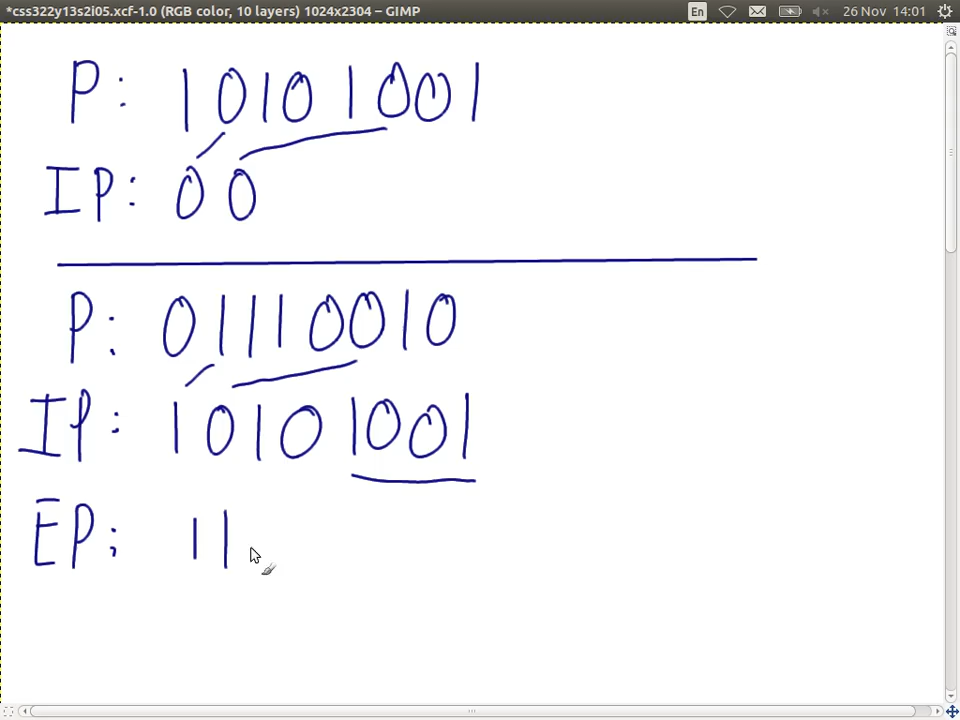 *css322y13s2i05.xcf-1.0 (RGB color, 10 layers) 1024x2304 – GIMP En 26 Nov 14:01
P: 10101001
IP: 00
P: 01110010
IP: 10101001
EP: 11